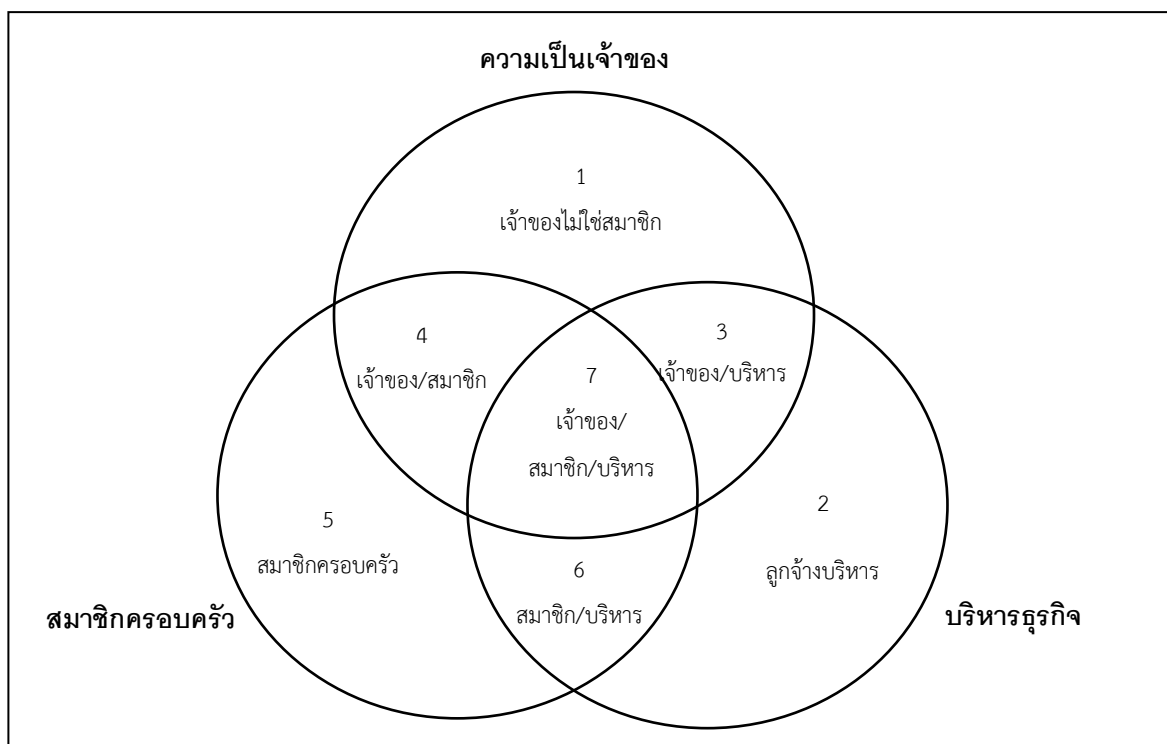 ความเป็นเจ้าของ
1
เจ้าของไม่ใช่สมาชิก
4
เจ้าของ/สมาชิก
3
เจ้าของ/บริหาร
7
เจ้าของ/
สมาชิก/บริหาร
5
สมาชิกครอบครัว
2
ลูกจ้างบริหาร
6
สมาชิก/บริหาร
สมาชิกครอบครัว
บริหารธุรกิจ